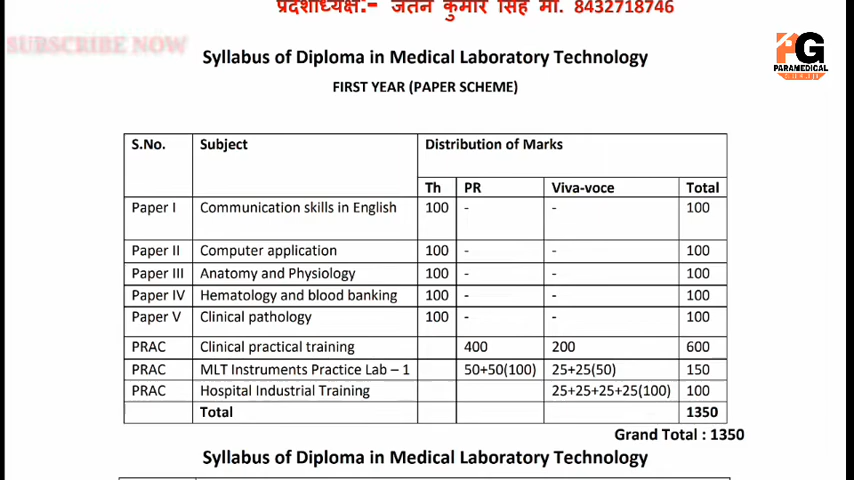 प्रदेशाध्यक्ष:- जतन कुमार सिंह मो. 8432718746
SUBSCRIBE NOW
PG
PARAMEDICAL
Syllabus of Diploma in Medical Laboratory Technology
FIRST YEAR (PAPER SCHEME)
S.No. Subject Distribution of Marks
Th PR Viva-voce Total
Paper I Communication skills in English 100 - - 100
Paper II Computer application 100 - - 100
Paper III Anatomy and Physiology 100 - - 100
Paper IV Hematology and blood banking 100 - - 100
Paper V Clinical pathology 100 - - 100
PRAC Clinical practical training 400 200 600
PRAC MLT Instruments Practice Lab – 1 50+50(100) 25+25(50) 150
PRAC Hospital Industrial Training 25+25+25+25(100) 100
Total 1350
Grand Total : 1350
Syllabus of Diploma in Medical Laboratory Technology